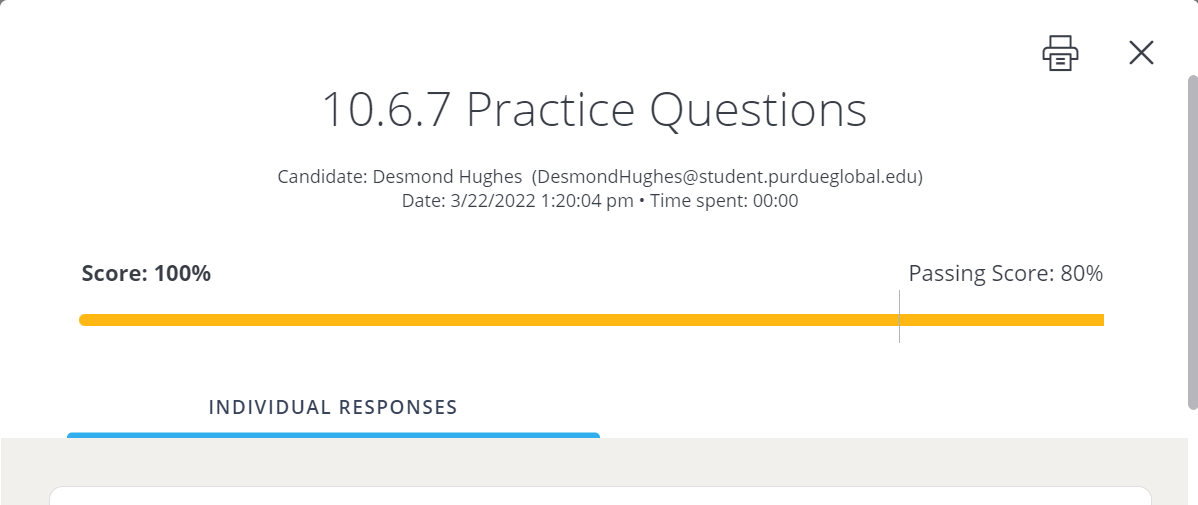 10.6.7 Practice Questions
Candidate: Desmond Hughes (DesmondHughes@student.purdueglobal.edu)
Date: 3/22/2022 1:20:04 pm • Time spent: 00:00
Score: 100%
Passing Score: 80%
INDIVIDUAL RESPONSES